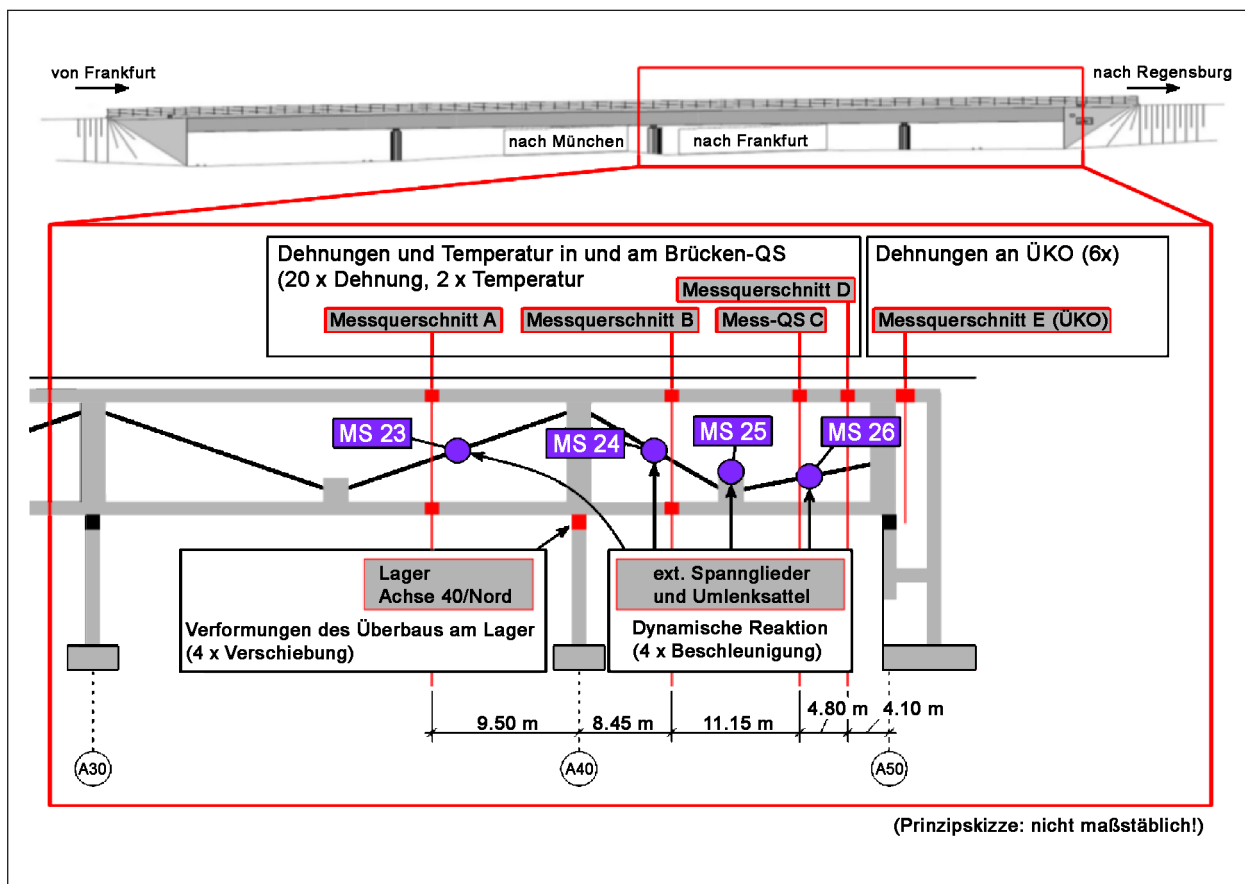 von Frankfurt
nach Regensburg
nach München
nach Frankfurt
Dehnungen und Temperatur in und am Brücken-QS
(20 x Dehnung, 2 x Temperatur
Dehnungen an ÜKO (6x)
Messquerschnitt D
Messquerschnitt A
Messquerschnitt B
Mess-QS C
Messquerschnitt E (ÜKO)
MS 23
MS 24
MS 25
MS 26
Lager
Achse 40/Nord
Verformungen des Überbaus am Lager
(4 x Verschiebung)
ext. Spannglieder
und Umlenksattel
Dynamische Reaktion
(4 x Beschleunigung)
9.50 m
8.45 m
11.15 m
4.80 m
4.10 m
A30
A40
A50
(Prinzipskizze: nicht maßstäblich!)